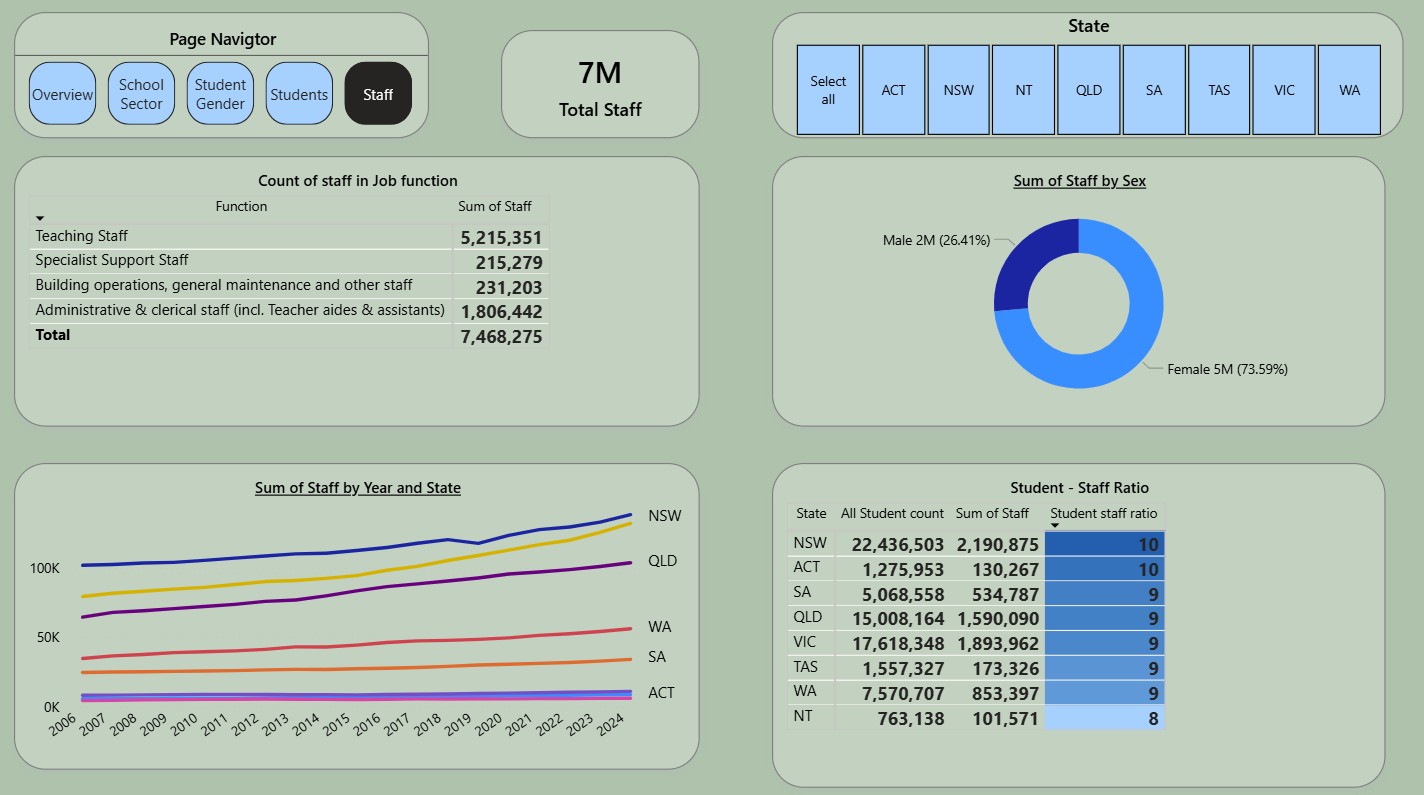 Page Navigtor
Overview
School
Sector
Student
Gender
Students
Staff
7M
Total Staff
State
Select
all
ACT
NSW
NT
QLD
SA
TAS
VIC
WA
Count of staff in Job function
Function Sum of Staff
Teaching Staff 5,215,351
Specialist Support Staff 215,279
Building operations, general maintenance and other staff 231,203
Administrative & clerical staff (incl. Teacher aides & assistants) 1,806,442
Total 7,468,275
Sum of Staff by Sex
Male 2M (26.41%)
Female 5M (73.59%)
Sum of Staff by Year and State
NSW
100K
QLD
50K
WA
SA
ACT
0K
2006 2007 2008 2009 2010 2011 2012 2013 2014 2015 2016 2017 2018 2019 2020 2021 2022 2023 2024
Student - Staff Ratio
State All Student count Sum of Staff Student staff ratio
NSW 22,436,503 2,190,875 10
ACT 1,275,953 130,267 10
SA 5,068,558 534,787 9
QLD 15,008,164 1,590,090 9
VIC 17,618,348 1,893,962 9
TAS 1,557,327 173,326 9
WA 7,570,707 853,397 9
NT 763,138 101,571 8